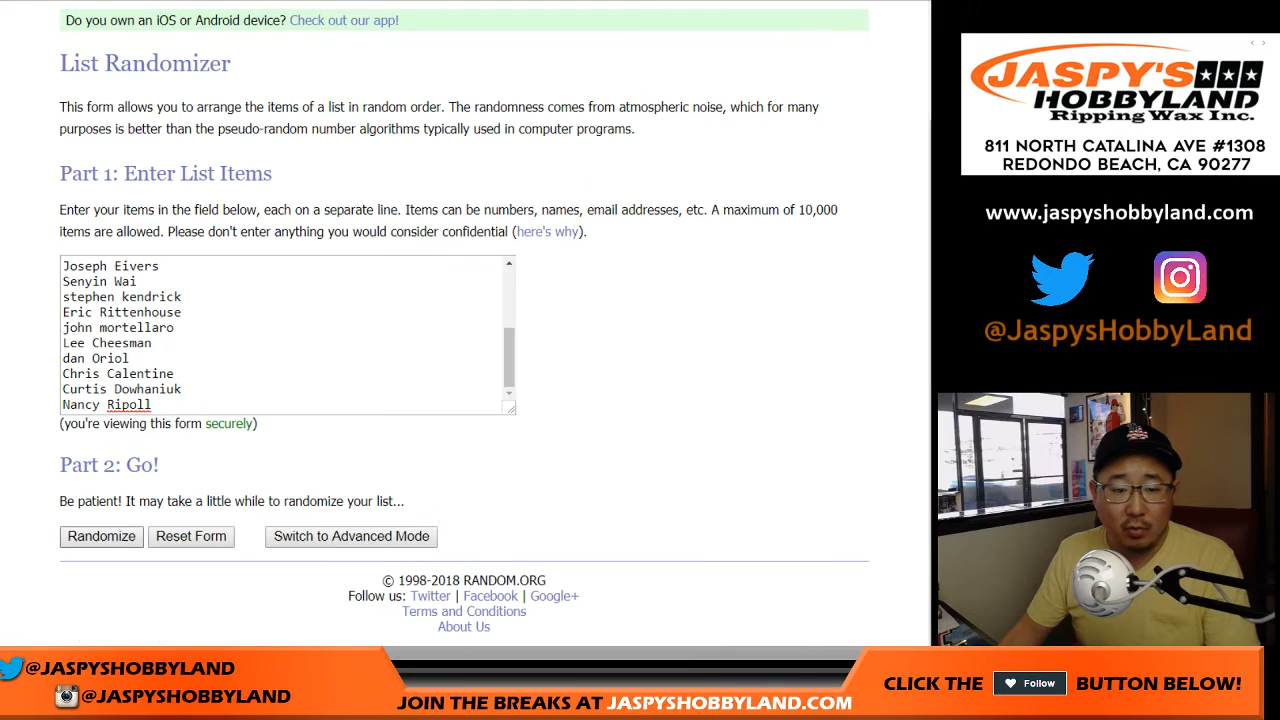 Do you own an iOS or Android device? Check out our app!
List Randomizer
This form allows you to arrange the items of a list in random order. The randomness comes from atmospheric noise, which for many
purposes is better than the pseudo-random number algorithms typically used in computer programs.
Part 1: Enter List Items
Enter your items in the field below, each on a separate line. Items can be numbers, names, email addresses, etc. A maximum of 10,000
items are allowed. Please don't enter anything you would consider confidential (here's why).
Joseph Eivers
Senyin Wai
stephen kendrick
Eric Rittenhouse
john mortellaro
Lee Cheesman
dan Oriol
Chris Calentine
Curtis Dowhaniuk
Nancy Ripoll
(you're viewing this form securely)
Part 2: Go!
Be patient! It may take a little while to randomize your list...
Randomize Reset Form Switch to Advanced Mode
© 1998-2018 RANDOM.ORG
Follow us: Twitter | Facebook | Google+
Terms and Conditions
About Us
JASPY'S
HOBBYLAND
Ripping Wax Inc.
811 NORTH CATALINA AVE #1308
REDONDO BEACH, CA 90277
www.jaspyshobbyland.com
@JaspysHobbyLand
@JASPYSHOBBYLAND
@JASPYSHOBBYLAND
JOIN THE BREAKS AT JASPYSHOBBYLAND.COM
CLICK THE Follow BUTTON BELOW!